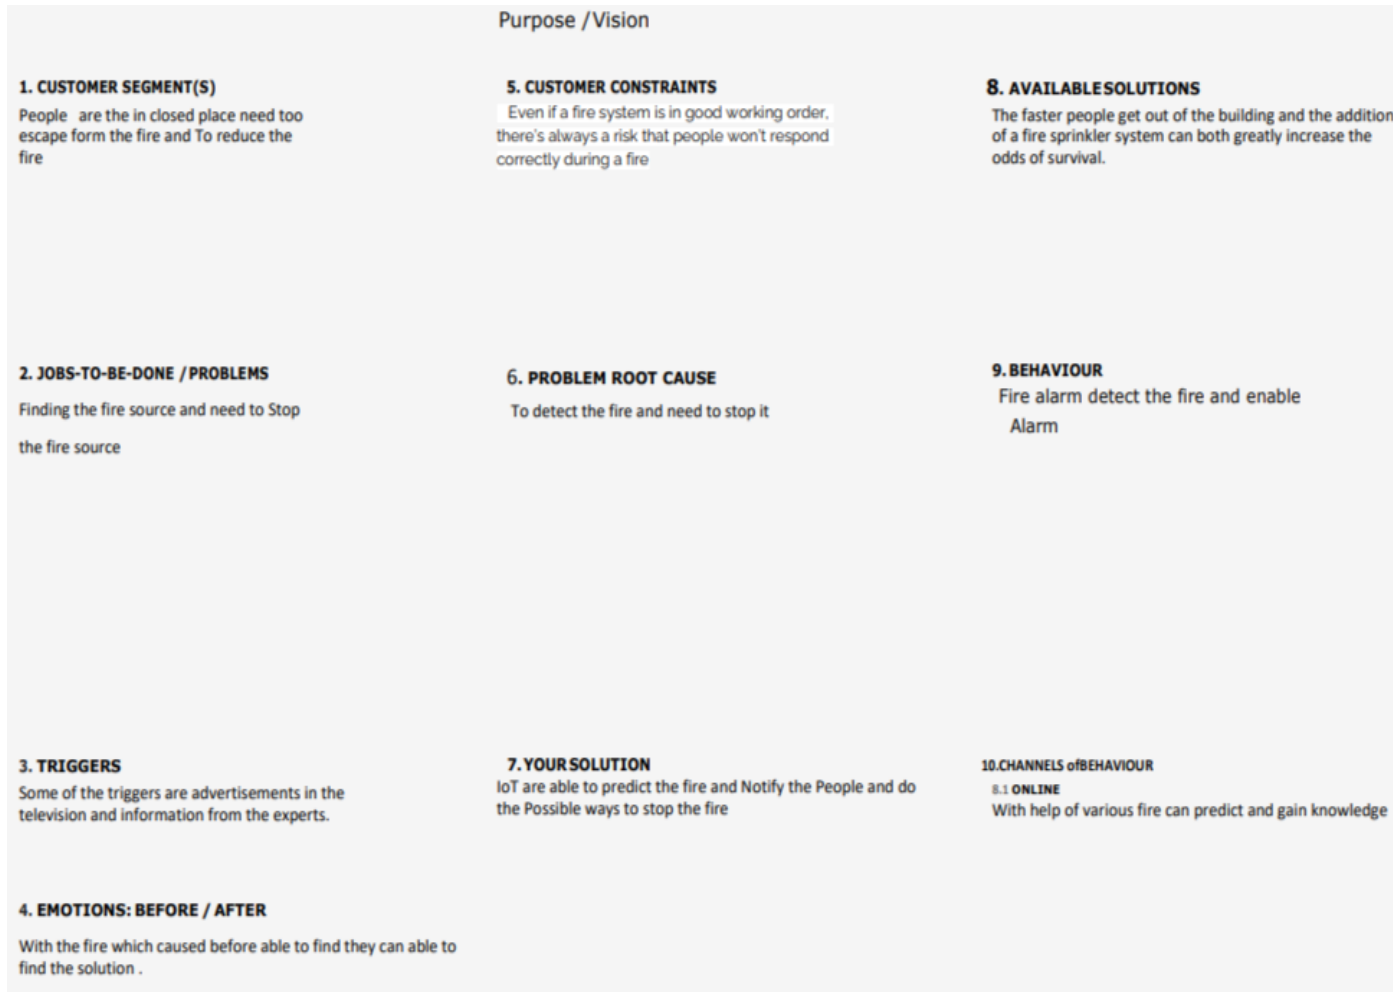 Purpose /Vision
1. CUSTOMER SEGMENT(S)
People are the in closed place need too
escape form the fire and To reduce the
fire
5. CUSTOMER CONSTRAINTS
Even if a fire system is in good working order,
there's always a risk that people won't respond
correctly during a fire
8. AVAILABLESOLUTIONS
The faster people get out of the building and the addition
of a fire sprinkler system can both greatly increase the
odds of survival.
2. JOBS-TO-BE-DONE / PROBLEMS
Finding the fire source and need to Stop
the fire source
6. PROBLEM ROOT CAUSE
To detect the fire and need to stop it
9. BEHAVIOUR
Fire alarm detect the fire and enable
Alarm
3. TRIGGERS
Some of the triggers are advertisements in the
television and information from the experts.
7. YOUR SOLUTION
IoT are able to predict the fire and Notify the People and do
the Possible ways to stop the fire
10.CHANNELS ofBEHAVIOUR
8.1 ONLINE
With help of various fire can predict and gain knowledge
4. EMOTIONS: BEFORE / AFTER
With the fire which caused before able to find they can able to
find the solution .